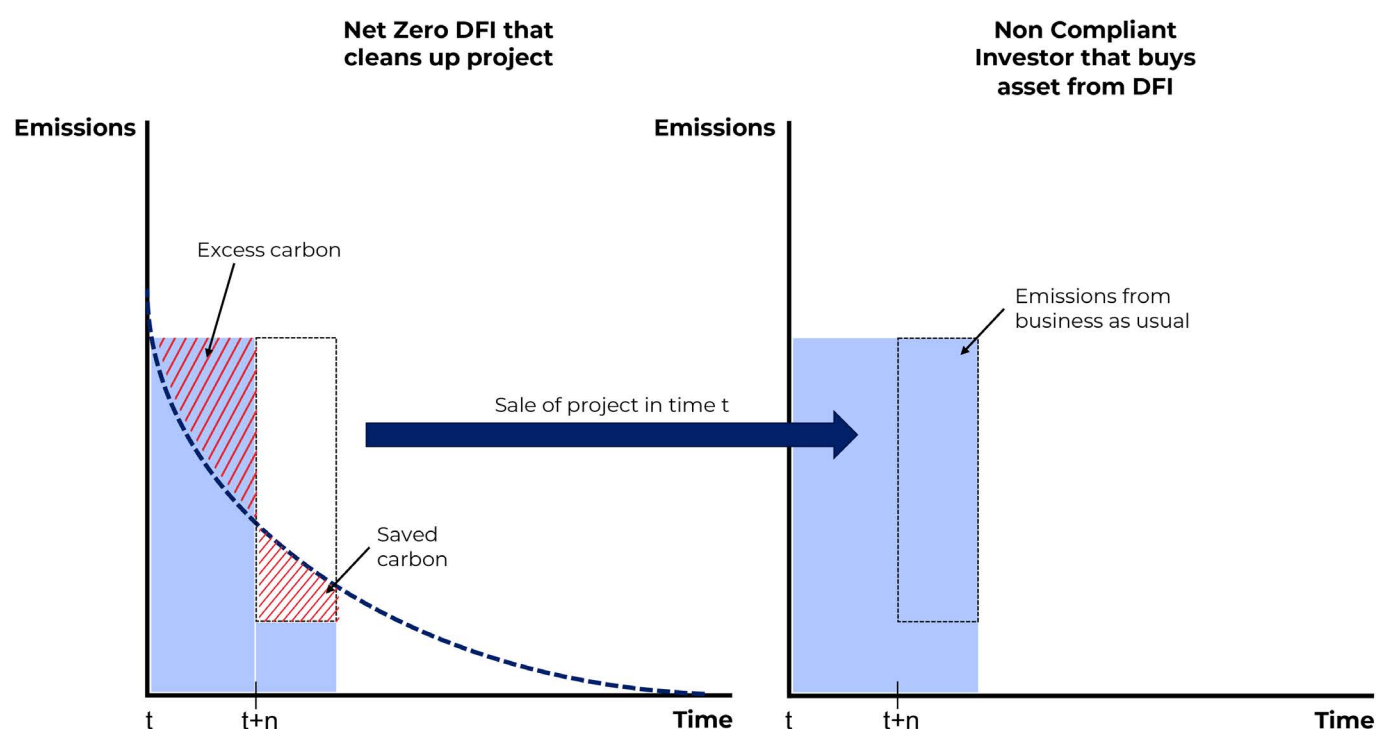 Net Zero DFI that
cleans up project
Non Compliant
Investor that buys
asset from DFI
Emissions
Emissions
Excess carbon
Emissions from
business as usual
Sale of project in time t
Saved
carbon
t
t+n
Time
t
t+n
Time